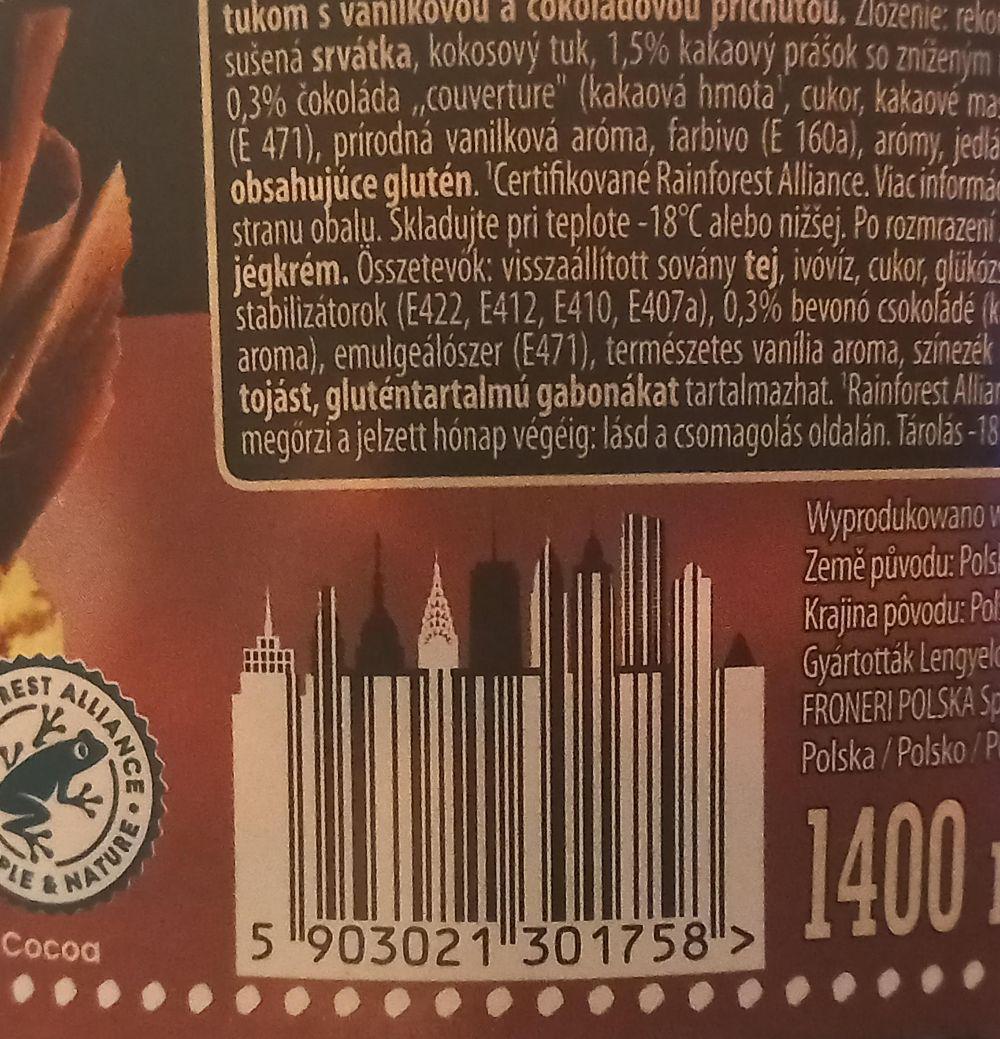 tukom s vanilkovou a čokoládovou príchuťou. Zloženie:
sušená srvátka, kokosový tuk, 1,5% kakaový prášok so zníženým
0,3% čokoláda „couverture" (kakaová hmota¹, cukor, kakaové
(E 471), prírodná vanilková aróma, farbivo (E 160a), arómy,
obsahujúce glutén. ¹Certifikované Rainforest Alliance. Viac
stranu obalu. Skladujte pri teplote -18°C alebo nižšej. Po rozmrazení
jégkrém. Összetevők: visszaállított sovány tej, ivóvíz, cukor,
stabilizátorok (E422, E412, E410, E407a), 0,3% bevonó csokoládé
aroma), emulgeálószer (E471), természetes vanília aroma, színezék
tojást, gluténtartalmú gabonákat tartalmazhat. ¹Rainforest
megőrzi a jelzett hónap végéig: lásd a csomagolás oldalán. Tárolás -18
Wyprodukowano
Země původu:
Krajina pôvodu:
Gyártották
FRONERI POLSKA
Polska / Polsko /
1400
REST ALLIANCE •
PLE & NATURE •
Cocoa
5 903021 301758 >